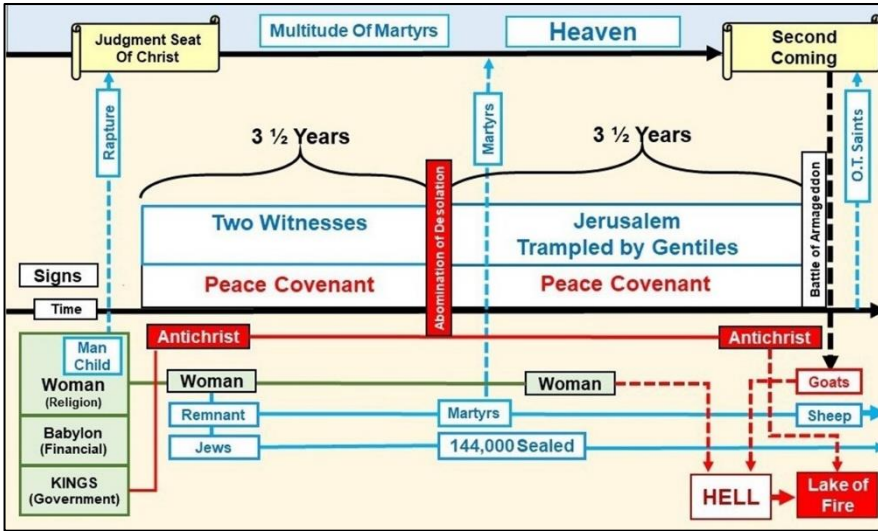 Judgment Seat
Of Christ
Multitude Of Martyrs
Heaven
Second
Coming
Rapture
Martyrs
O.T. Saints
3 ½ Years
3 ½ Years
Two Witnesses
Abomination of Desolation
Jerusalem
Trampled by Gentiles
Battle of Armageddon
Signs
Peace Covenant
Peace Covenant
Time
Antichrist
Antichrist
Man
Child
Woman
(Religion)
Woman
Woman
Goats
Remnant
Martyrs
Sheep
Babylon
(Financial)
Jews
144,000 Sealed
KINGS
(Government)
HELL
Lake of
Fire